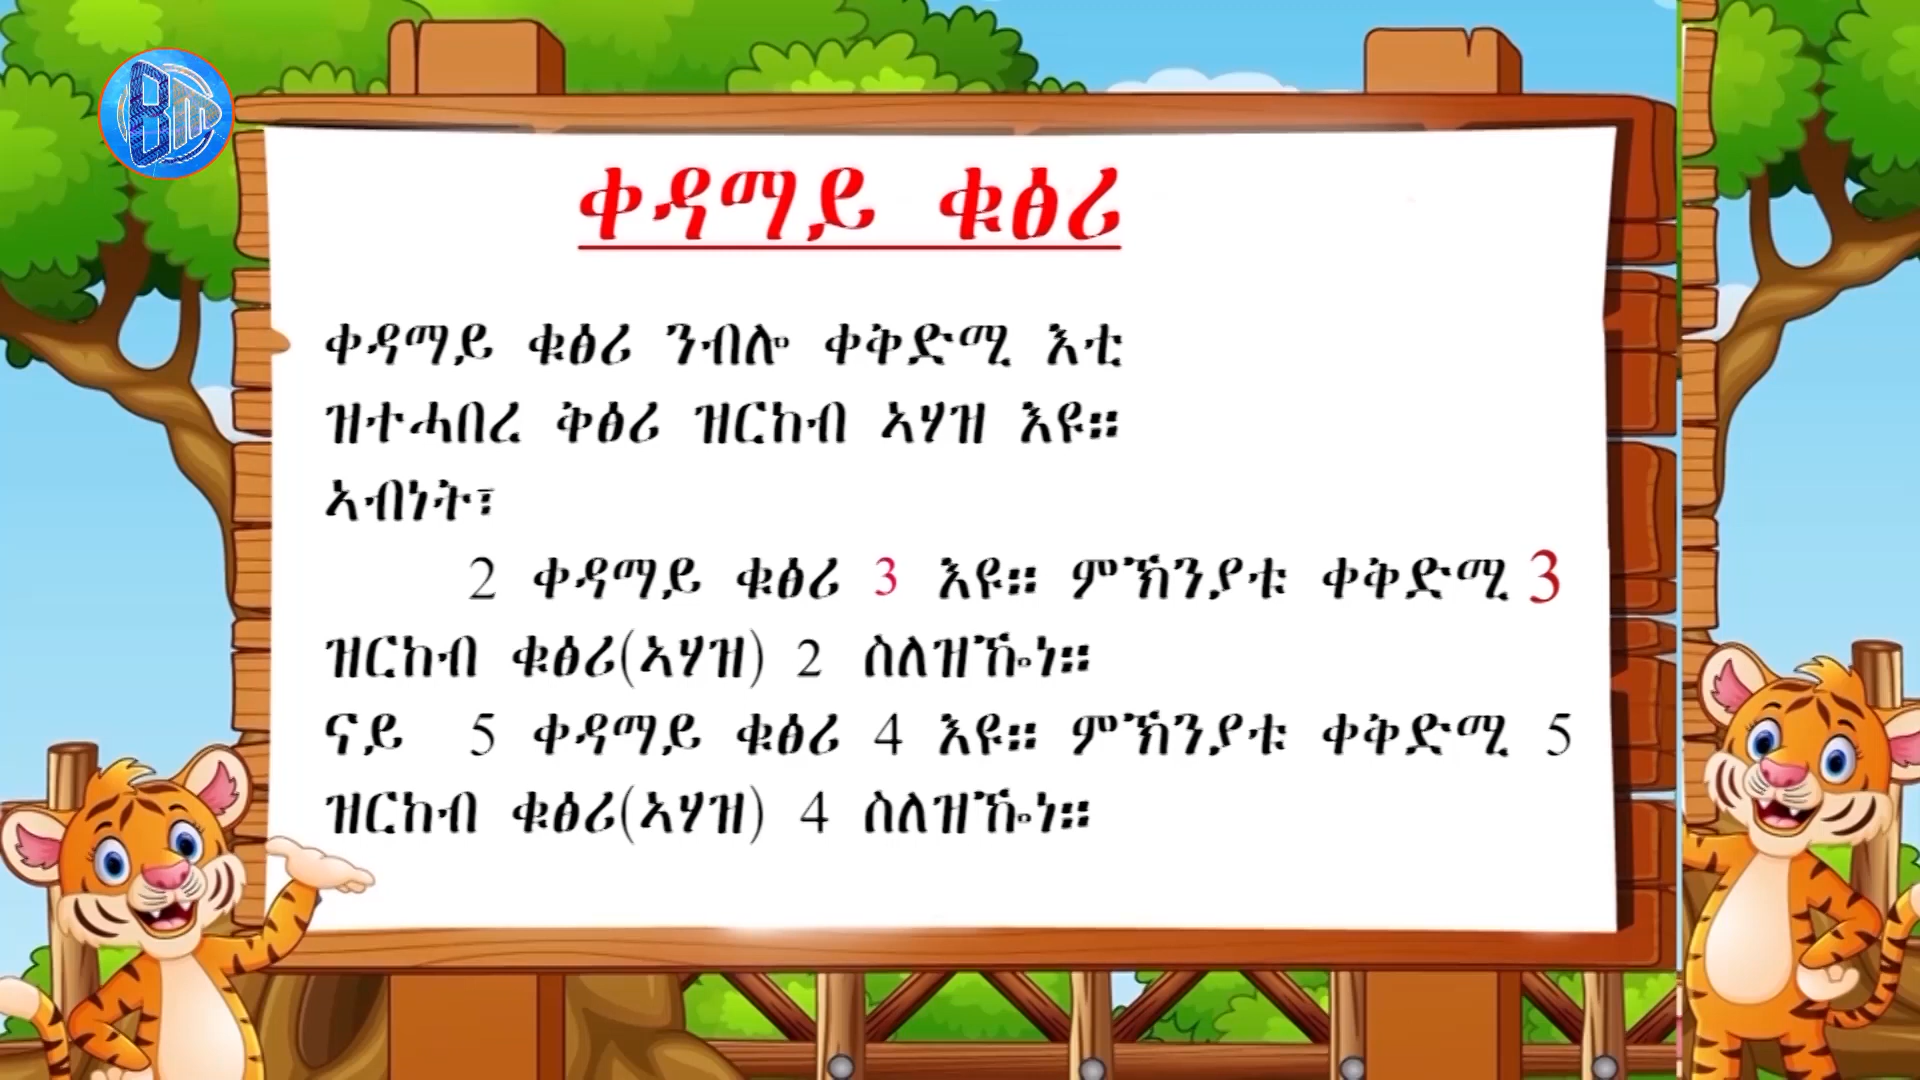 ቀዳማይ ቁፅሪ
ቀዳማይ ቁፅሪ ንብሎ ቀቅድሚ እቲ
ዝተሓበረ ቅፅሪ ዝርከብ ኣሃዝ እዩ።
ኣብነት፣
2 ቀዳማይ ቁፅሪ 3 እዩ። ምኽንያቱ ቀቅድሚ 3
ዝርከብ ቁፅሪ(ኣሃዝ) 2 ስለዝኾነ።
ናይ 5 ቀዳማይ ቁፅሪ 4 እዩ። ምኽንያቱ ቀቅድሚ 5
ዝርከብ ቁፅሪ(ኣሃዝ) 4 ስለዝኾነ።